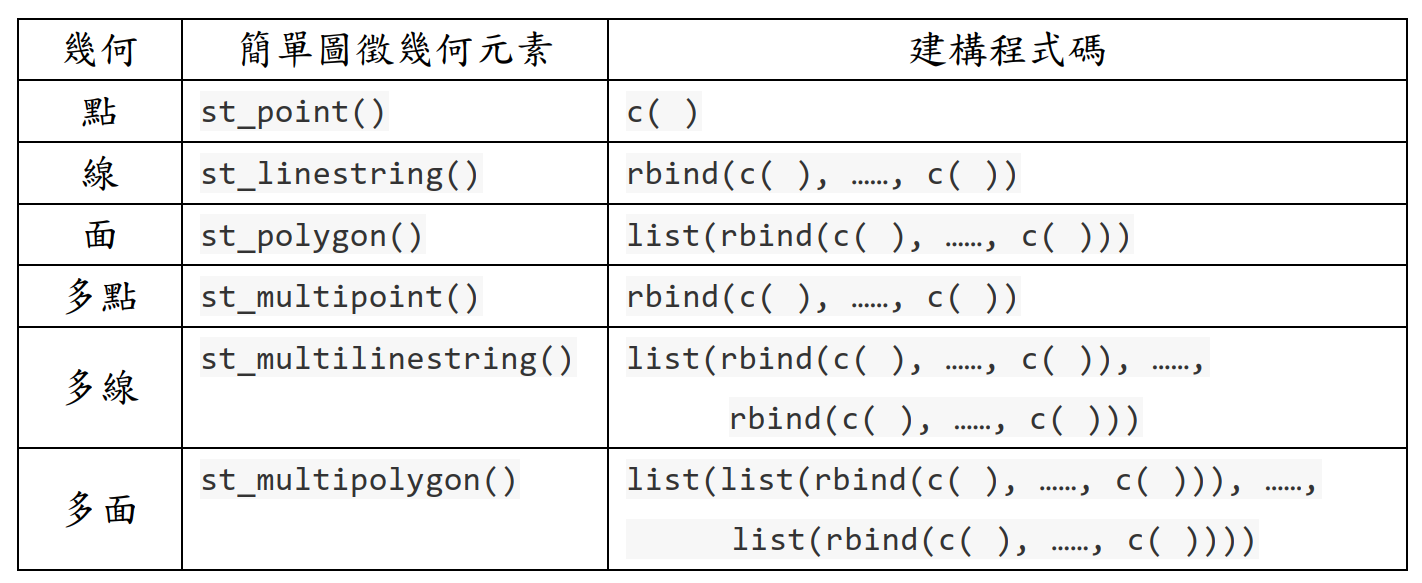 幾何 簡單圖徵幾何元素 建構程式碼
點 st_point() c( )
線 st_linestring() rbind(c( ), ……, c( ))
面 st_polygon() list(rbind(c( ), ……, c( )))
多點 st_multipoint() rbind(c( ), ……, c( ))
多線 st_multilinestring() list(rbind(c( ), ……, c( )), ……,
rbind(c( ), ……, c( )))
多面 st_multipolygon() list(list(rbind(c( ), ……, c( ))), ……,
list(rbind(c( ), ……, c( ))))